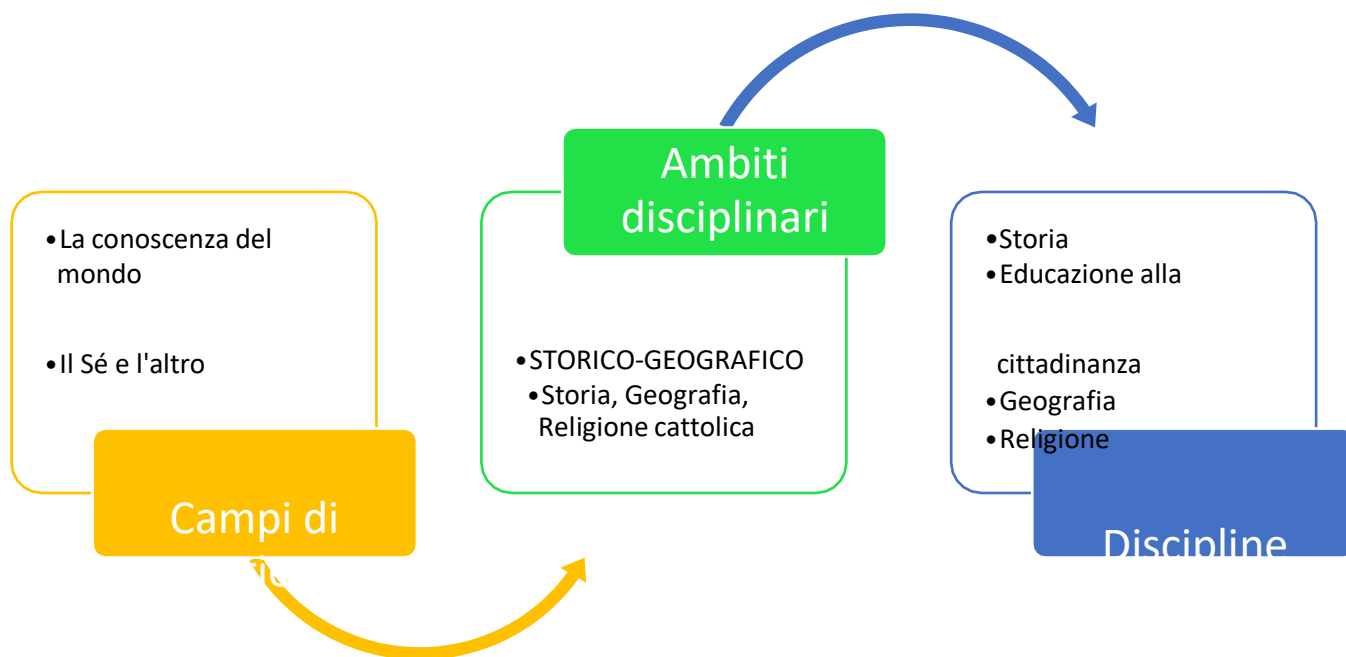 •La conoscenza del
mondo
•Il Sé e l'altro
Campi di
Ambiti
disciplinari
•STORICO-GEOGRAFICO
•Storia, Geografia,
Religione cattolica
•Storia
•Educazione alla
cittadinanza
•Geografia
•Religione
Discipline